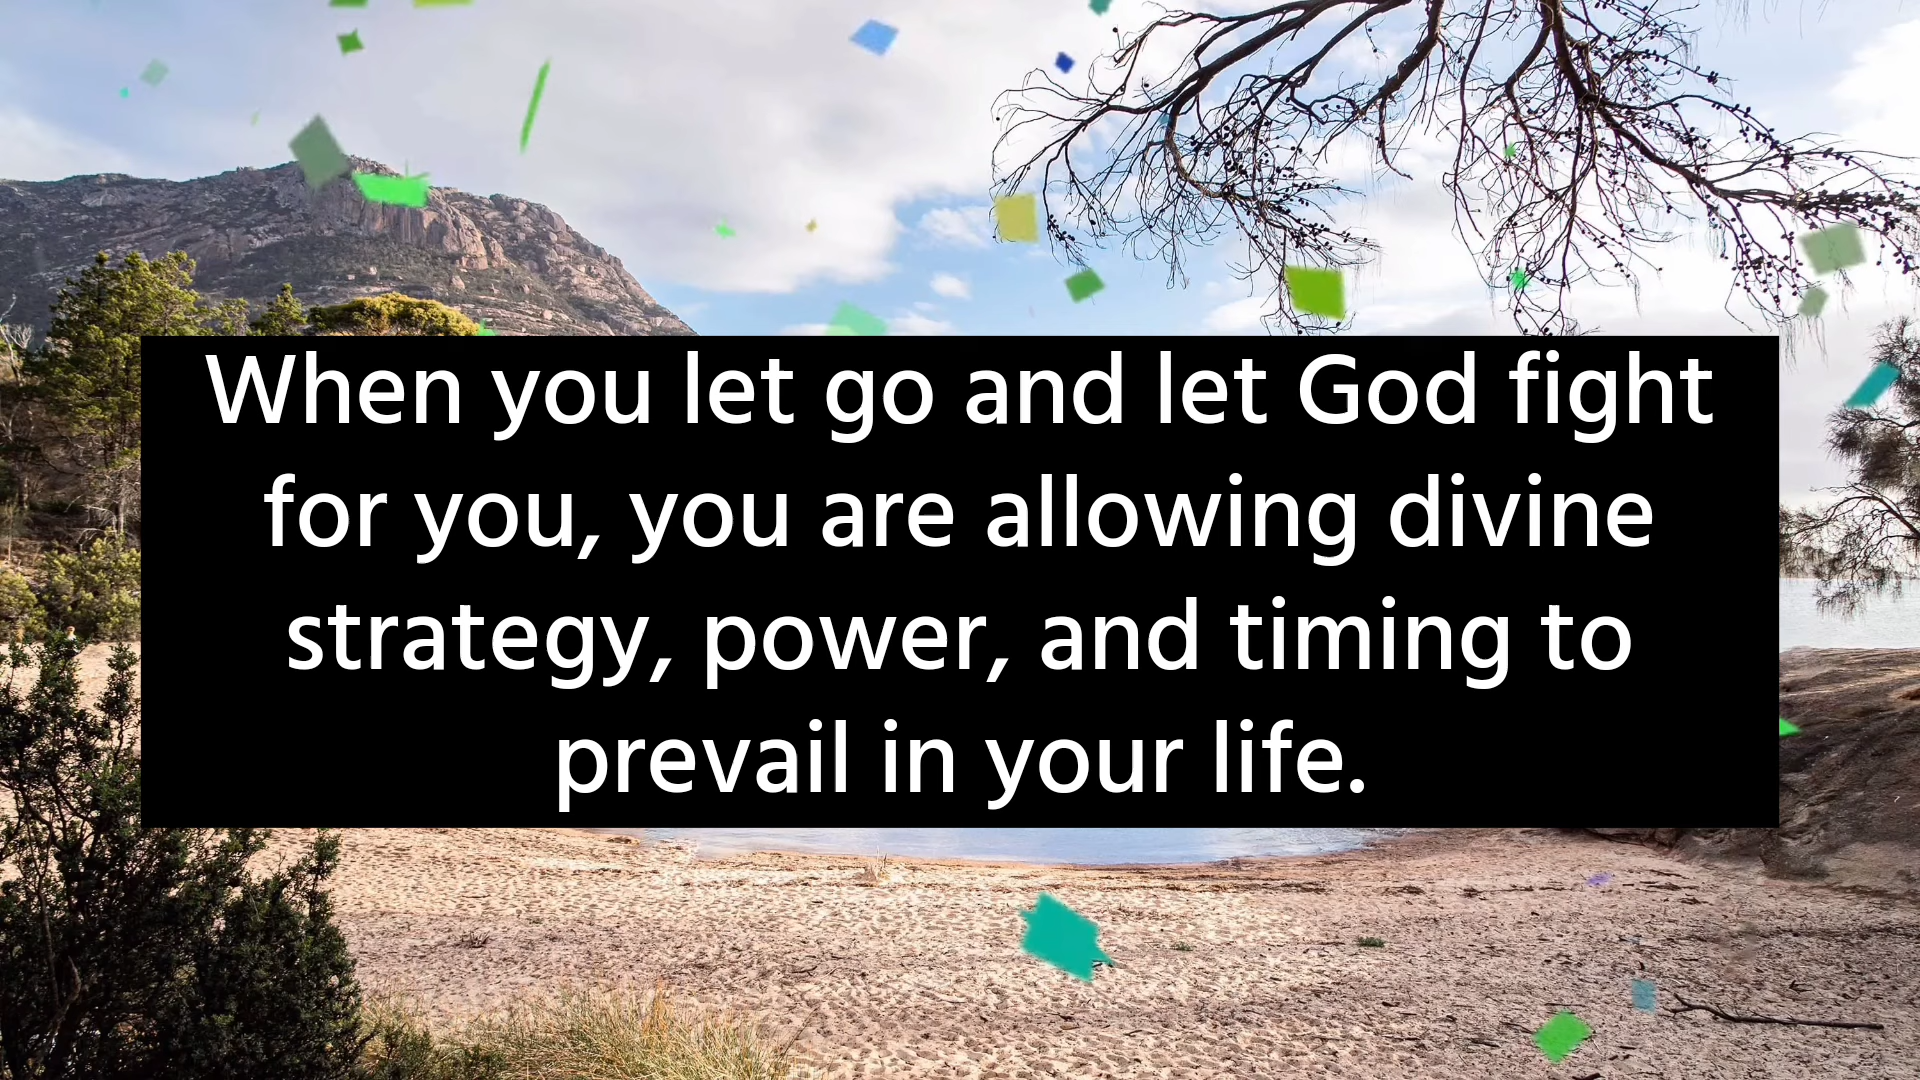 When you let go and let God fight
for you, you are allowing divine
strategy, power, and timing to
prevail in your life.